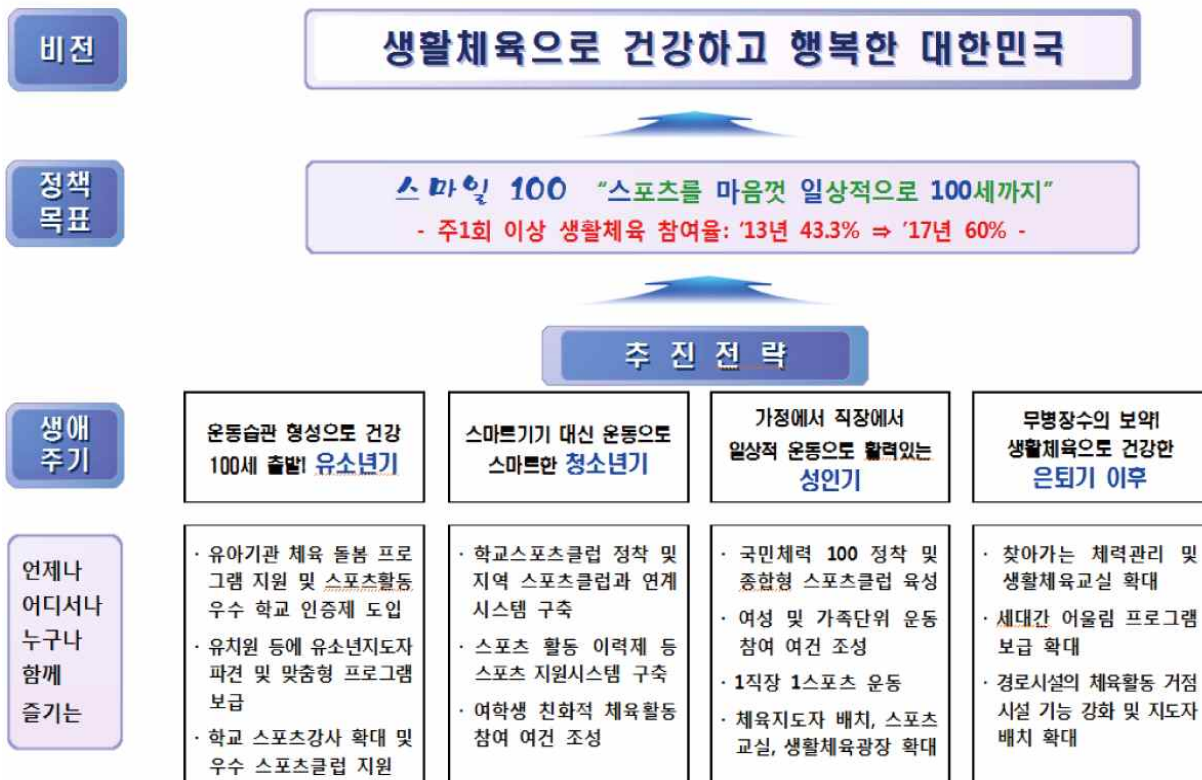 비전
생활체육으로 건강하고 행복한 대한민국
정책
목표
스마일 100 “스포츠를 마음껏 일상적으로 100세까지”
- 주1회 이상 생활체육 참여율: '13년 43.3% ⇒ '17년 60% -
추 진 전 략
생애
주기
운동습관 형성으로 건강
100세 출발! 유소년기
스마트기기 대신 운동으로
스마트한 청소년기
가정에서 직장에서
일상적 운동으로 활력있는
성인기
무병장수의 보약!
생활체육으로 건강한
은퇴기 이후
언제나
어디서나
누구나
함께
즐기는
· 유아기관 체육 돌봄 프로
그램 지원 및 스포츠활동
우수 학교 인증제 도입
· 유치원 등에 유소년지도자
파견 및 맞춤형 프로그램
보급
· 학교 스포츠강사 확대 및
우수 스포츠클럽 지원
· 학교스포츠클럽 정착 및
지역 스포츠클럽과 연계
시스템 구축
· 스포츠 활동 이력제 등
스포츠 지원시스템 구축
· 여학생 친화적 체육활동
참여 여건 조성
· 국민체력 100 정착 및
종합형 스포츠클럽 육성
· 여성 및 가족단위 운동
참여 여건 조성
· 1직장 1스포츠 운동
· 체육지도자 배치, 스포츠
교실, 생활체육광장 확대
· 찾아가는 체력관리 및
생활체육교실 확대
· 세대간 어울림 프로그램
보급 확대
· 경로시설의 체육활동 거점
시설 기능 강화 및 지도자
배치 확대